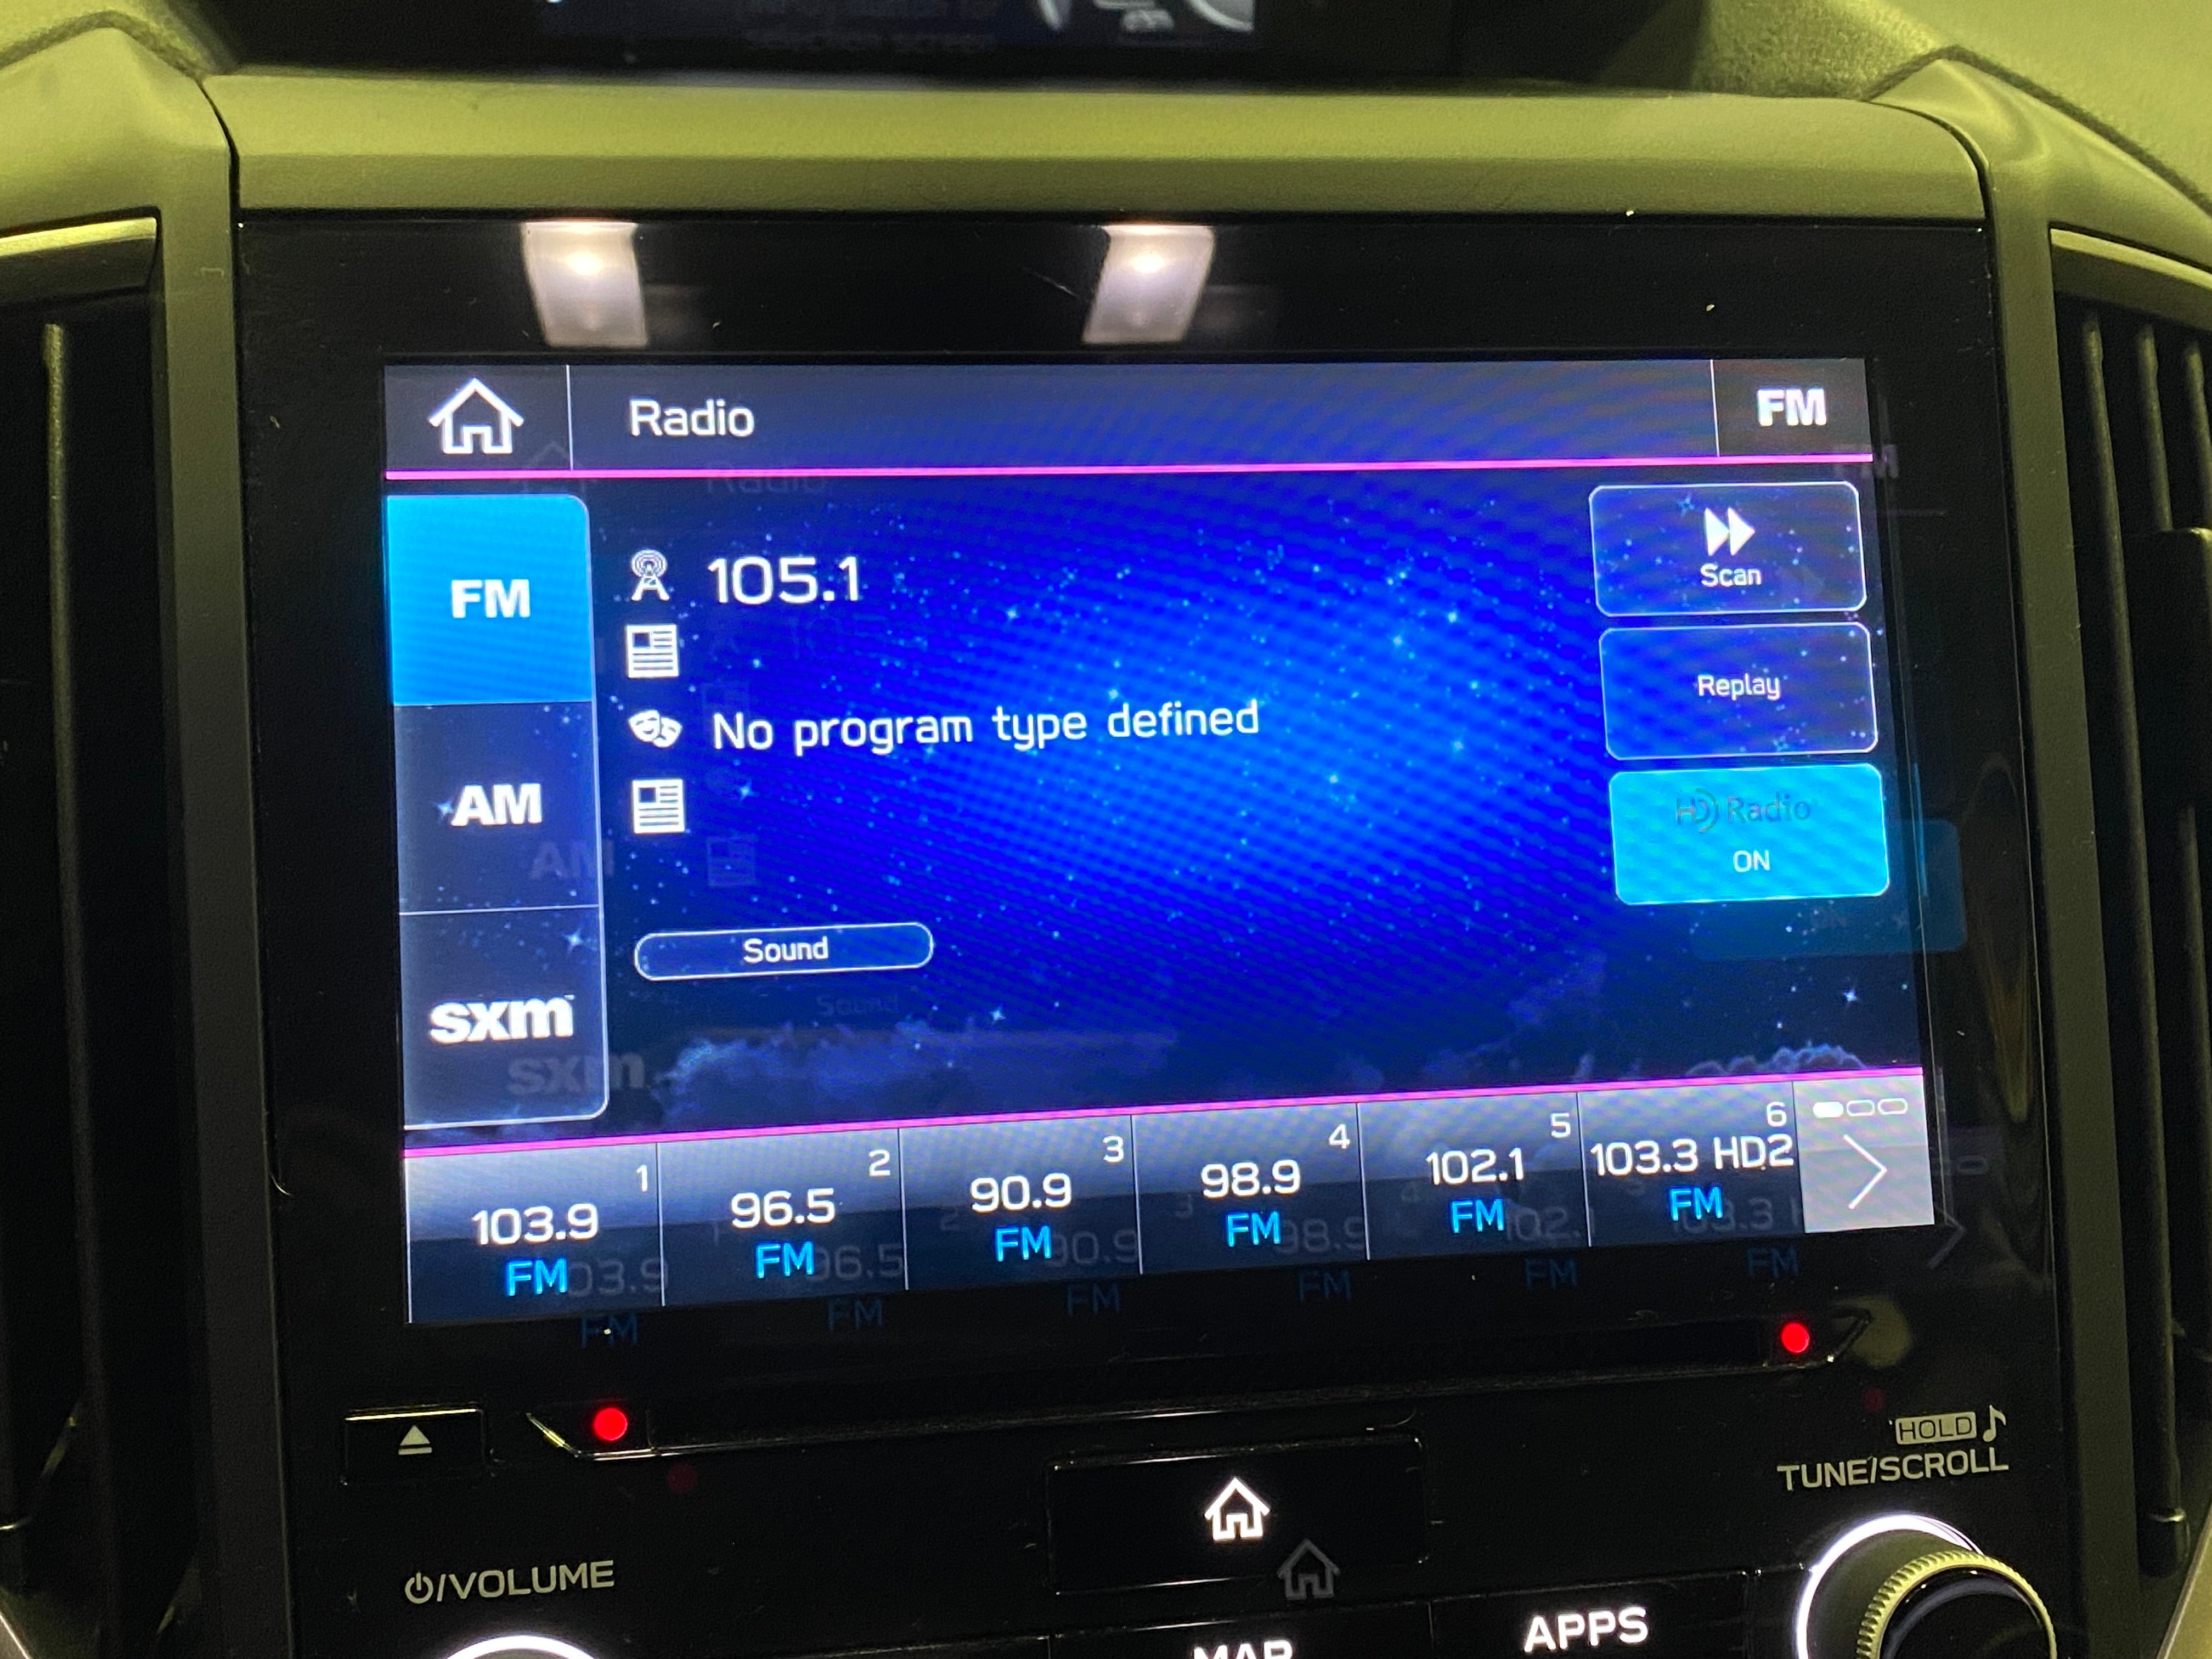 Radio
FM
FM
AM
sxm
105.1
No program type defined
Sound
Scan
Replay
HD Radio
ON
1
103.9
FM
2
96.5
FM
3
90.9
FM
4
98.9
FM
5
102.1
FM
6
103.3 HD2
FM
HOLD
TUNE/SCROLL
/VOLUME
MAP
APPS